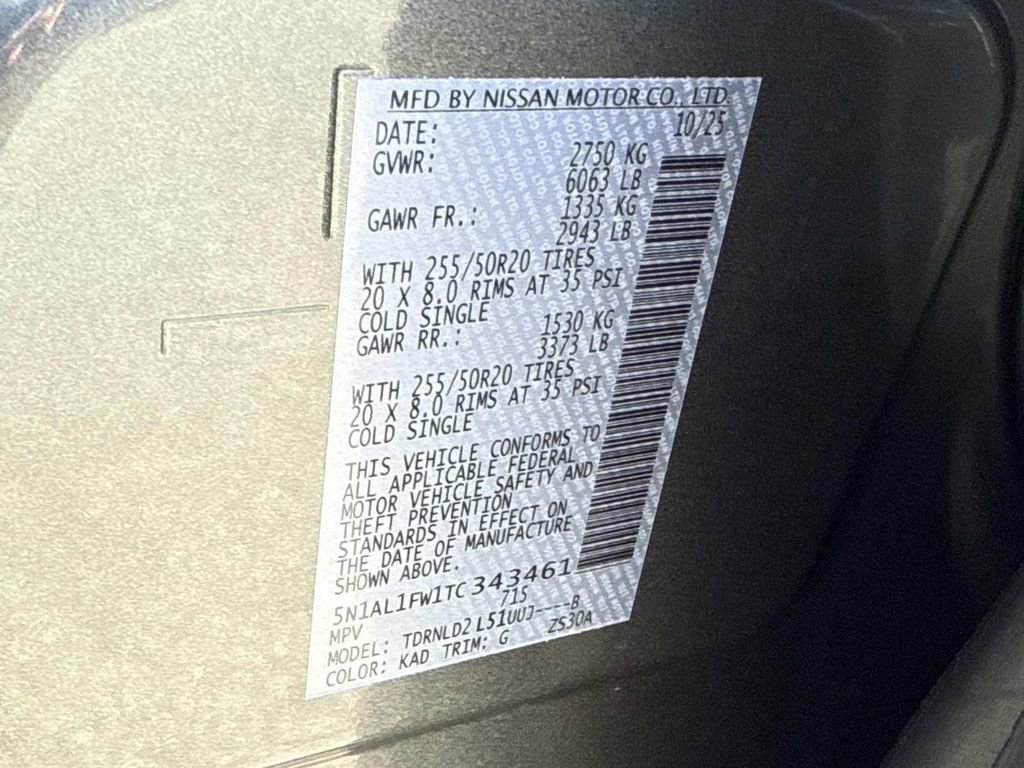 MFD BY NISSAN MOTOR CO., LTD.
DATE: 10/25
GVWR: 2750 KG
6063 LB
GAWR FR.: 1335 KG
2943 LB
WITH 255/50R20 TIRES
20 X 8.0 RIMS AT 35 PSI
COLD SINGLE
GAWR RR.: 1530 KG
3373 LB
WITH 255/50R20 TIRES
20 X 8.0 RIMS AT 35 PSI
COLD SINGLE
THIS VEHICLE CONFORMS TO
ALL APPLICABLE FEDERAL
MOTOR VEHICLE SAFETY AND
THEFT PREVENTION
STANDARDS IN EFFECT ON
THE DATE OF MANUFACTURE
SHOWN ABOVE.
5N1AL1FW1TC343461
MPV 715
MODEL: TDRNLD2 L51UUJ----B
COLOR: KAD TRIM: G ZS30A